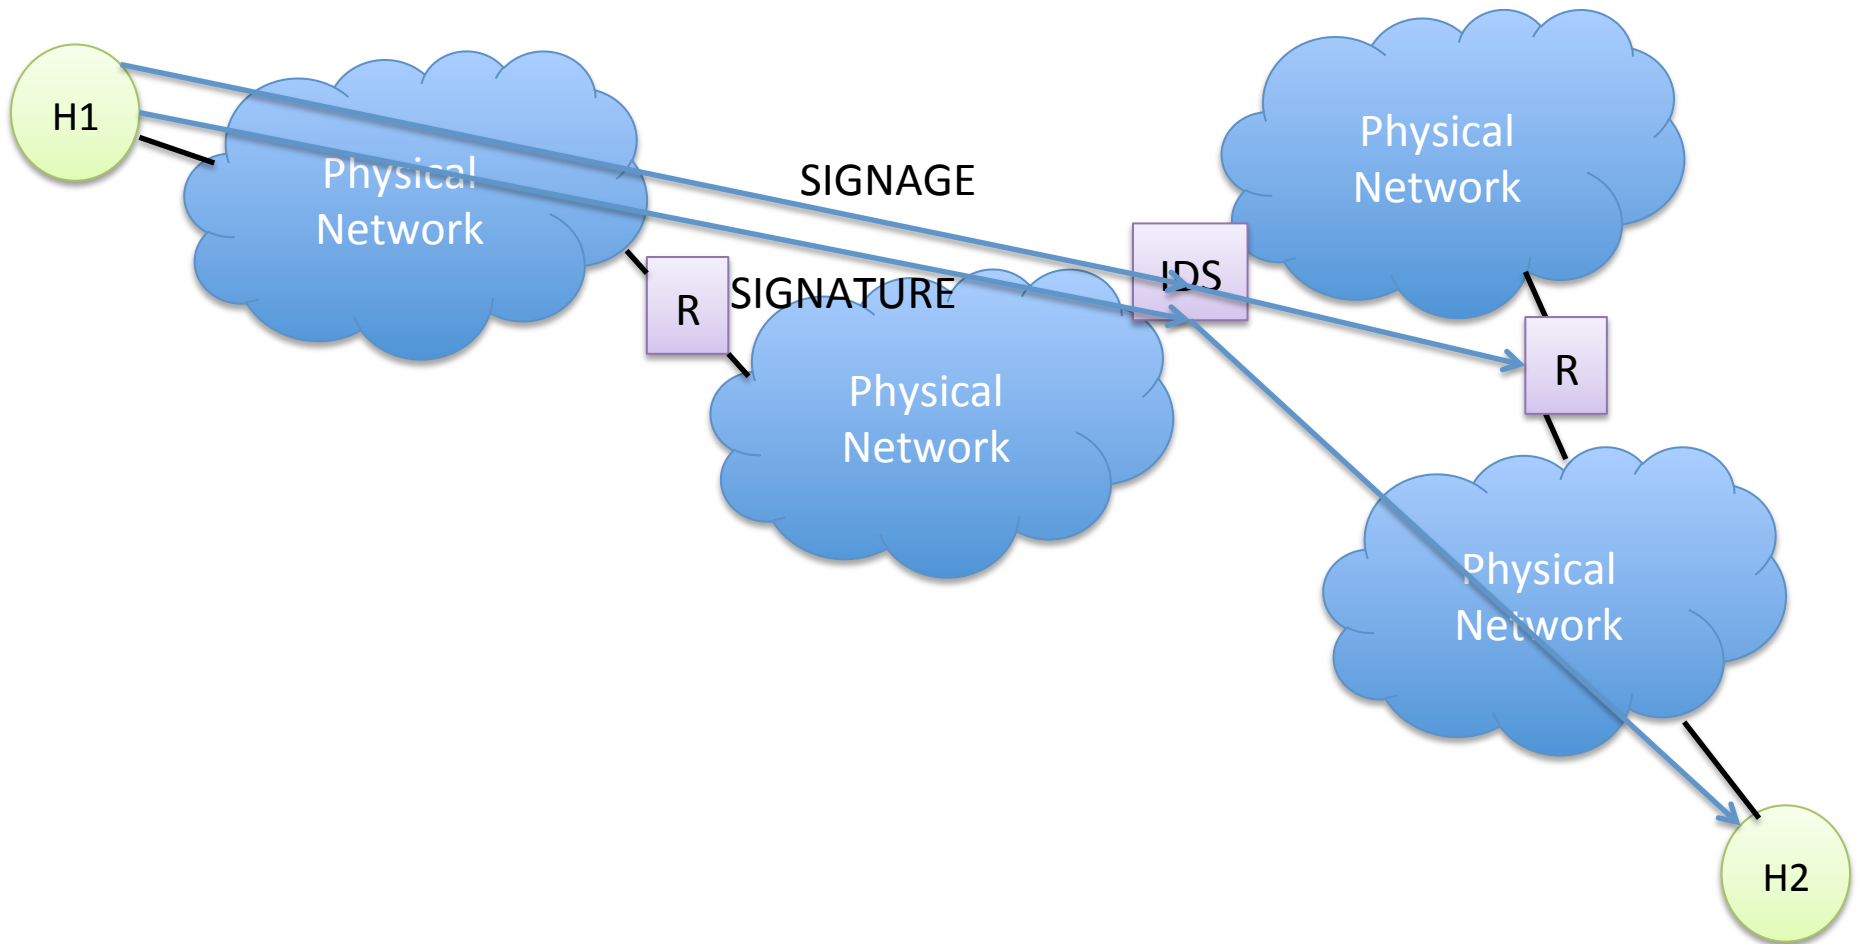 H1
Physical
Network
SIGNAGE
Physical
Network
IDS
R
SIGNATURE
Physical
Network
R
Physical
Network
H2